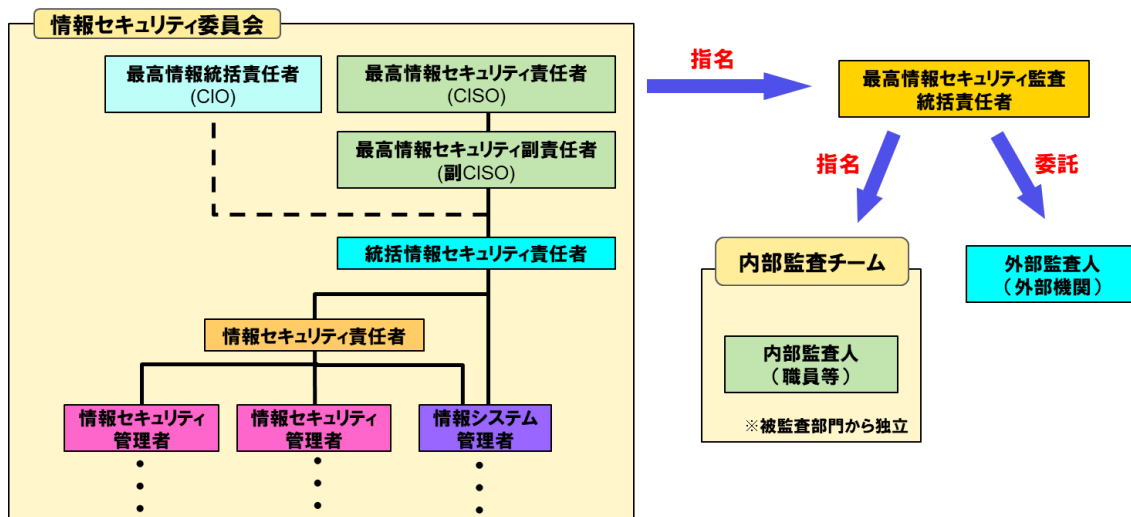 情報セキュリティ委員会
最高情報統括責任者
(CIO)
最高情報セキュリティ責任者
(CISO)
最高情報セキュリティ副責任者
(副CISO)
統括情報セキュリティ責任者
情報セキュリティ責任者
情報セキュリティ
管理者
情報セキュリティ
管理者
情報システム
管理者
指名
最高情報セキュリティ監査
統括責任者
指名
委託
内部監査チーム
内部監査人
（職員等）
※被監査部門から独立
外部監査人
（外部機関）